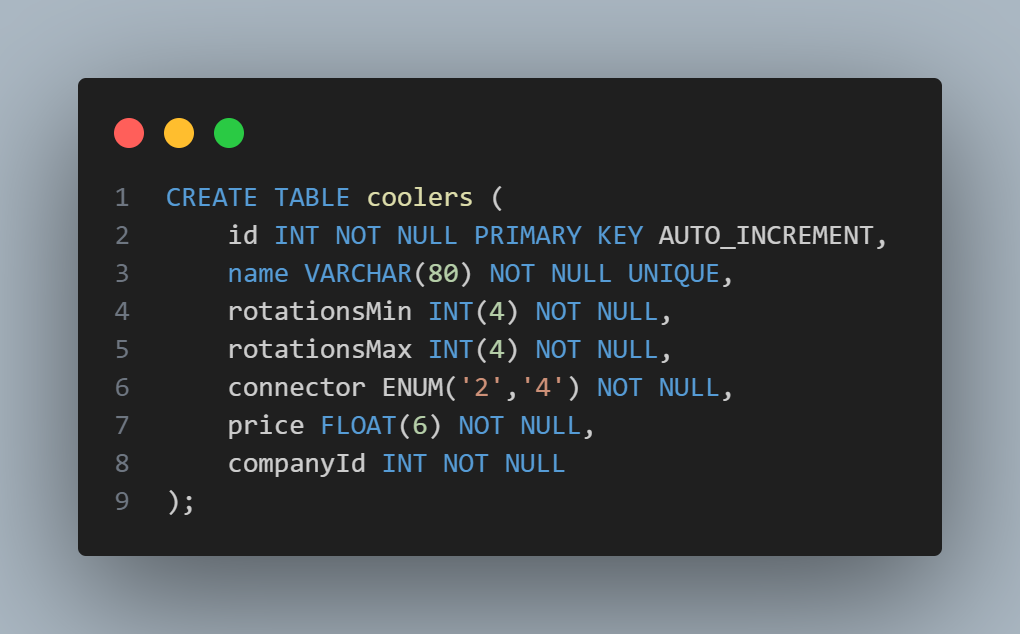 1 CREATE TABLE coolers (
2     id INT NOT NULL PRIMARY KEY AUTO_INCREMENT,
3     name VARCHAR(80) NOT NULL UNIQUE,
4     rotationsMin INT(4) NOT NULL,
5     rotationsMax INT(4) NOT NULL,
6     connector ENUM('2','4') NOT NULL,
7     price FLOAT(6) NOT NULL,
8     companyId INT NOT NULL
9 );